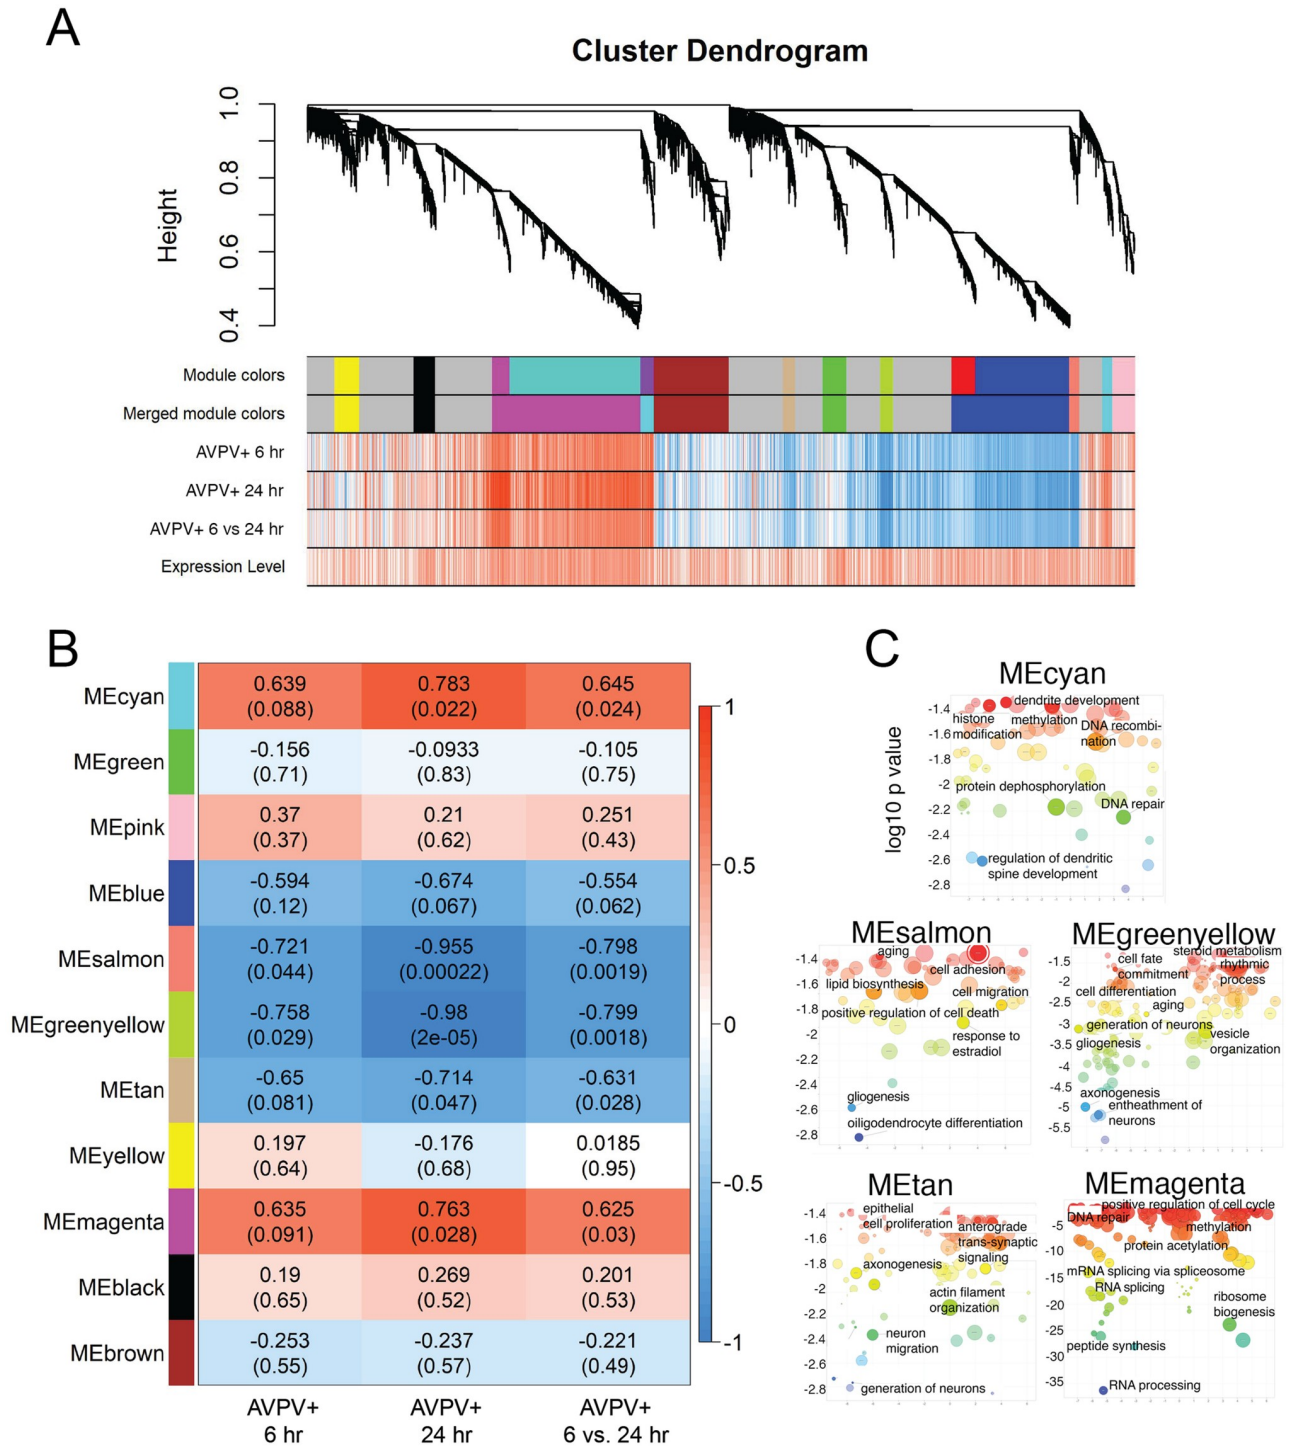 A
Cluster Dendrogram
Height
1.0
0.8
0.6
0.4
Module colors
Merged module colors
AVPV+ 6 hr
AVPV+ 24 hr
AVPV+ 6 vs 24 hr
Expression Level
B
MEcyan
0.639
(0.088)
0.783
(0.022)
0.645
(0.024)
MEgreen
-0.156
(0.71)
-0.0933
(0.83)
-0.105
(0.75)
MEpink
0.37
(0.37)
0.21
(0.62)
0.251
(0.43)
MEblue
-0.594
(0.12)
-0.674
(0.067)
-0.554
(0.062)
MEsalmon
-0.721
(0.044)
-0.955
(0.00022)
-0.798
(0.0019)
MEgreenyellow
-0.758
(0.029)
-0.98
(2e-05)
-0.799
(0.0018)
MEtan
-0.65
(0.081)
-0.714
(0.047)
-0.631
(0.028)
MEyellow
0.197
(0.64)
-0.176
(0.68)
0.0185
(0.95)
MEmagenta
0.635
(0.091)
0.763
(0.028)
0.625
(0.03)
MEblack
0.19
(0.65)
0.269
(0.52)
0.201
(0.53)
MEbrown
-0.253
(0.55)
-0.237
(0.57)
-0.221
(0.49)
AVPV+
6 hr
AVPV+
24 hr
AVPV+
6 vs. 24 hr
1
0.5
0
-0.5
-1
C
MEcyan
log10 p value
-1.4
-1.6
-1.8
-2
-2.2
-2.4
-2.6
-2.8
dendrite development
histone
modification
methylation
DNA recombi-
nation
protein dephosphorylation
DNA repair
regulation of dendritic
spine development
MEsalmon
-1.4
-1.6
-1.8
-2
-2.2
-2.4
-2.6
-2.8
aging
cell adhesion
lipid biosynthesis
cell migration
positive regulation of cell death
response to
estradiol
gliogenesis
oligodendrocyte differentiation
MEgreenyellow
-1.5
-2
-2.5
-3
-3.5
-4
-4.5
-5
-5.5
steroid metabolism
cell fate
commitment
rhythmic
process
cell differentiation
aging
generation of neurons
vesicle
organization
gliogenesis
axonogenesis
entheathment of
neurons
MEtan
-1.4
-1.6
-1.8
-2
-2.2
-2.4
-2.6
-2.8
epithelial
cell proliferation
anterograde
trans-synaptic
signaling
axonogenesis
actin filament
organization
neuron
migration
generation of neurons
MEmagenta
-5
-10
-15
-20
-25
-30
-35
positive regulation of cell cycle
DNA repair
methylation
protein acetylation
mRNA splicing via spliceosome
RNA splicing
ribosome
biogenesis
peptide synthesis
RNA processing